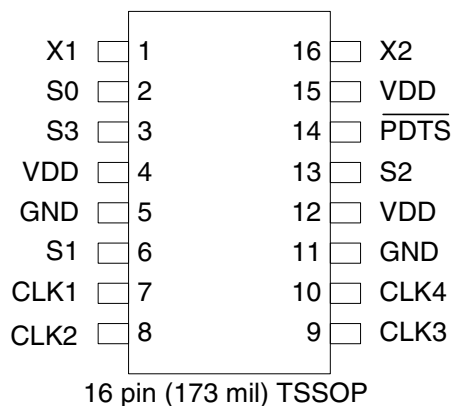 X1 1 16 X2
S0 2 15 VDD
S3 3 14 PDTS
VDD 4 13 S2
GND 5 12 VDD
S1 6 11 GND
CLK1 7 10 CLK4
CLK2 8 9 CLK3
16 pin (173 mil) TSSOP